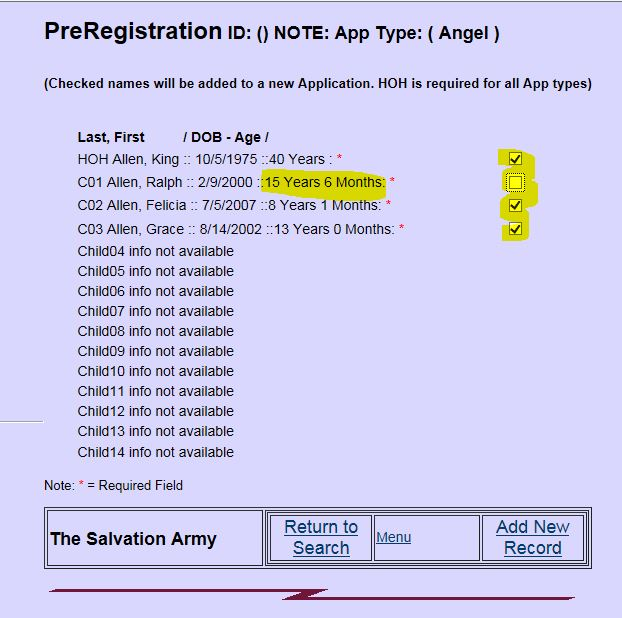 PreRegistration ID: () NOTE: App Type: ( Angel )
(Checked names will be added to a new Application. HOH is required for all App types)
Last, First / DOB - Age /
HOH Allen, King :: 10/5/1975 ::40 Years : *
C01 Allen, Ralph :: 2/9/2000 ::15 Years 6 Months: *
C02 Allen, Felicia :: 7/5/2007 ::8 Years 1 Months: *
C03 Allen, Grace :: 8/14/2002 ::13 Years 0 Months: *
Child04 info not available
Child05 info not available
Child06 info not available
Child07 info not available
Child08 info not available
Child09 info not available
Child10 info not available
Child11 info not available
Child12 info not available
Child13 info not available
Child14 info not available
Note: * = Required Field
The Salvation Army
Return to
Search
Menu
Add New
Record